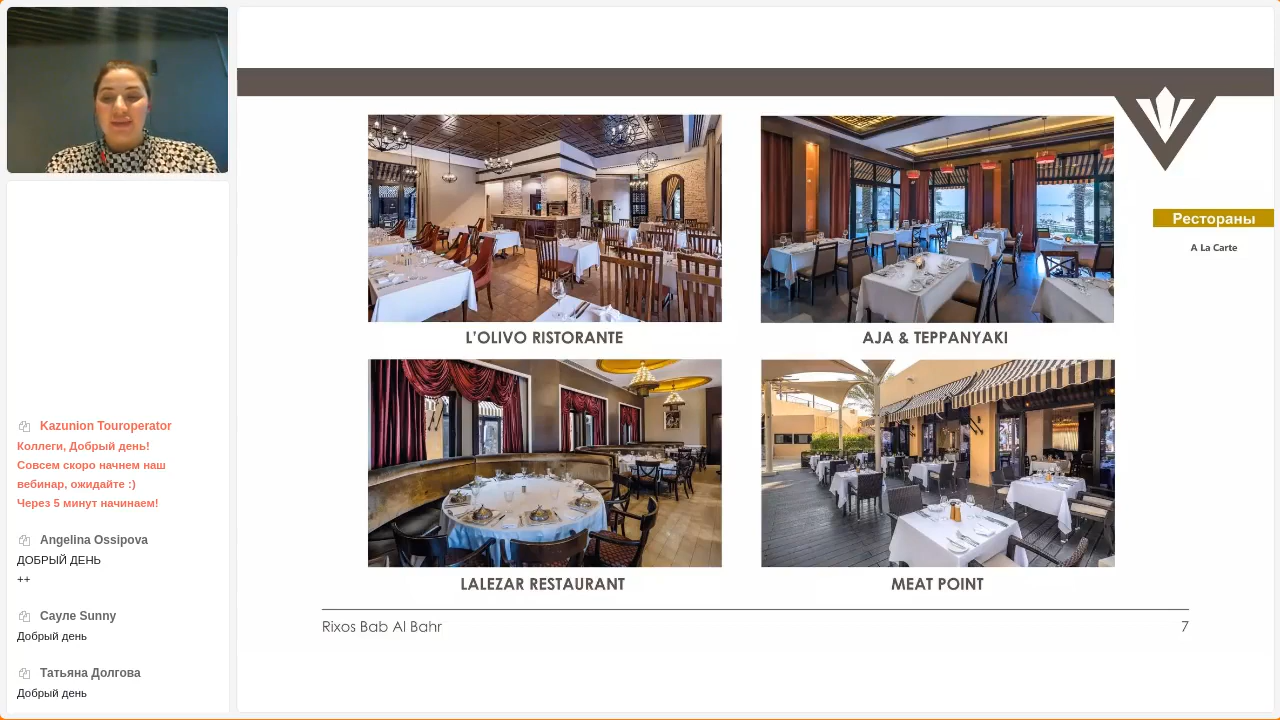 Kazunion Touroperator
Коллеги, Добрый день!
Совсем скоро начнем наш
вебинар, ожидайте :)
Через 5 минут начинаем!
Angelina Ossipova
ДОБРЫЙ ДЕНЬ
++
Сауле Sunny
Добрый день
Татьяна Долгова
Добрый день
Рестораны
A La Carte
L'OLIVO RISTORANTE
AJA & TEPPANYAKI
LALEZAR RESTAURANT
MEAT POINT
Rixos Bab Al Bahr
7